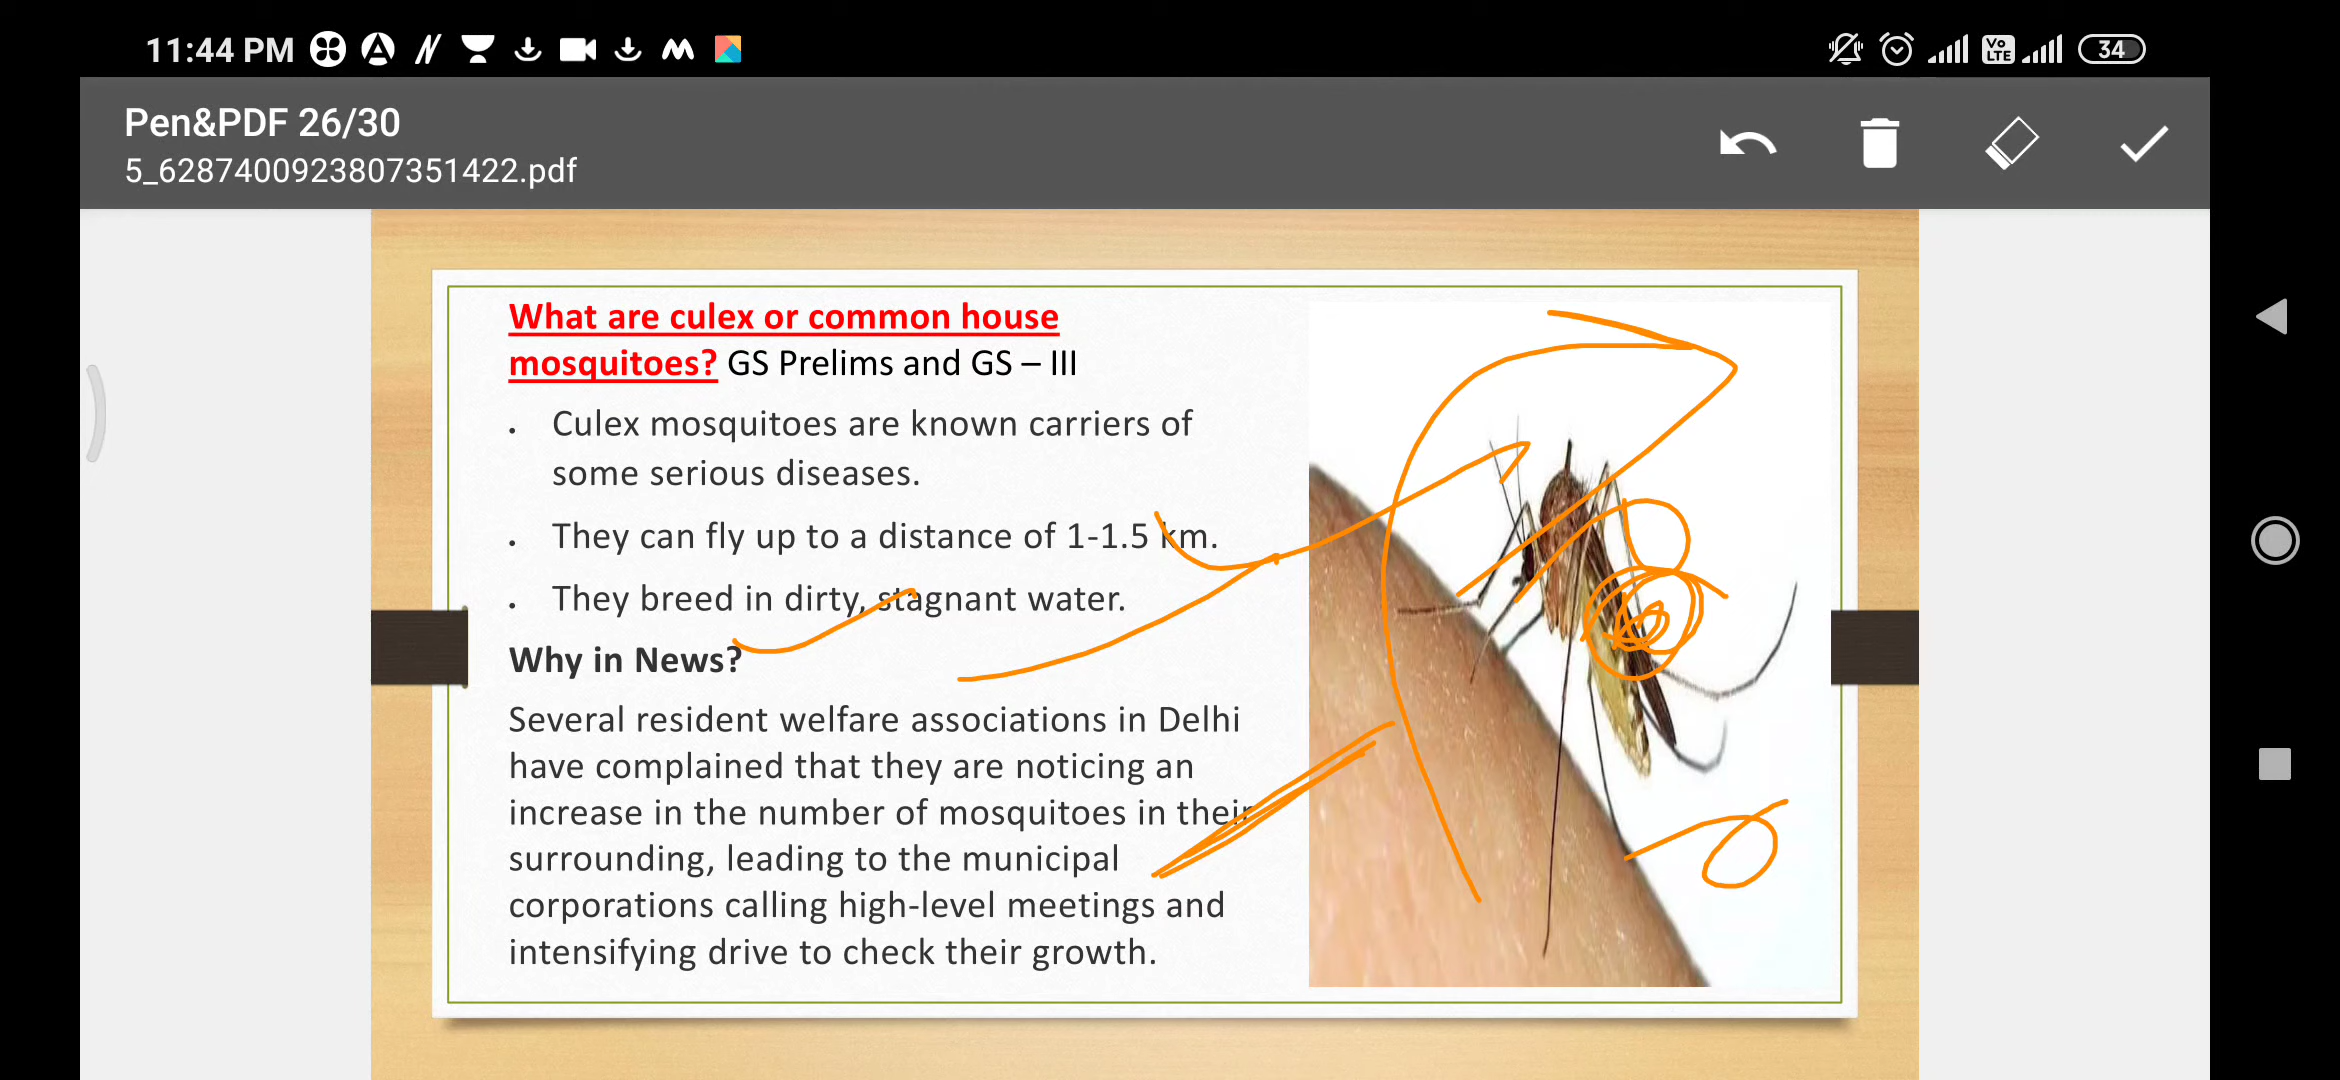 11:44 PM
Vo LTE
34
Pen&PDF 26/30
5_6287400923807351422.pdf
What are culex or common house
mosquitoes? GS Prelims and GS – III
• Culex mosquitoes are known carriers of
some serious diseases.
• They can fly up to a distance of 1-1.5 km.
• They breed in dirty, stagnant water.
Why in News?
Several resident welfare associations in Delhi
have complained that they are noticing an
increase in the number of mosquitoes in their
surrounding, leading to the municipal
corporations calling high-level meetings and
intensifying drive to check their growth.